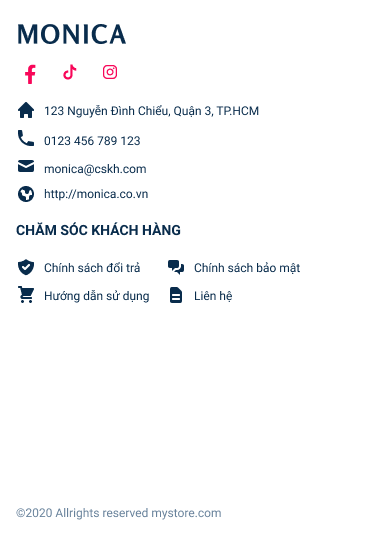 MONICA
123 Nguyễn Đình Chiểu, Quận 3, TP.HCM
0123 456 789 123
monica@cskh.com
http://monica.co.vn
CHĂM SÓC KHÁCH HÀNG
Chính sách đổi trả
Chính sách bảo mật
Hướng dẫn sử dụng
Liên hệ
©2020 Allrights reserved mystore.com